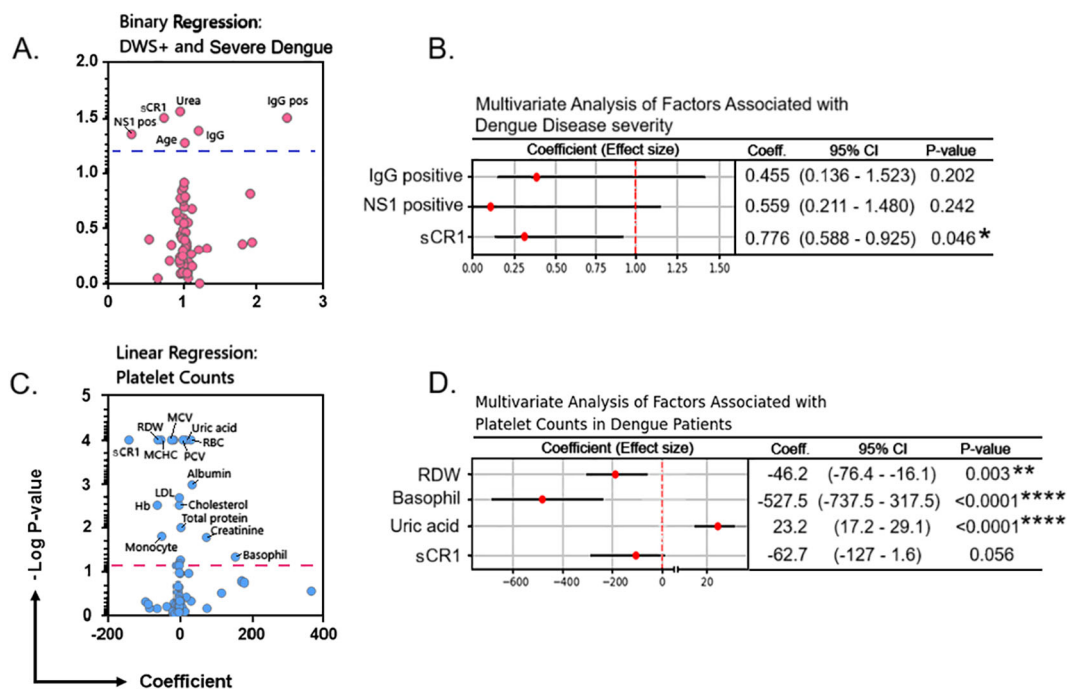 A.
Binary Regression:
DWS+ and Severe Dengue
2.0
1.5
1.0
0.5
0.0
0 1 2 3
NS1 pos
sCR1
Urea
Age
IgG
IgG pos
B.
Multivariate Analysis of Factors Associated with
Dengue Disease severity
Coefficient (Effect size) Coeff. 95% CI P-value
IgG positive 0.455 (0.136 - 1.523) 0.202
NS1 positive 0.559 (0.211 - 1.480) 0.242
sCR1 0.776 (0.588 - 0.925) 0.046*
0.00 0.25 0.50 0.75 1.00 1.25 1.50
C.
Linear Regression:
Platelet Counts
5
4
3
2
1
0
-200 0 200 400
sCR1
RDW
MCHC
MCV
PCV
Uric acid
RBC
Albumin
LDL
Hb
Cholesterol
Total protein
Creatinine
Monocyte
Basophil
- Log P-value
Coefficient
D.
Multivariate Analysis of Factors Associated with
Platelet Counts in Dengue Patients
Coefficient (Effect size) Coeff. 95% CI P-value
RDW -46.2 (-76.4 - -16.1) 0.003**
Basophil -527.5 (-737.5 - 317.5) <0.0001****
Uric acid 23.2 (17.2 - 29.1) <0.0001****
sCR1 -62.7 (-127 - 1.6) 0.056
−600 −400 −200 0 20